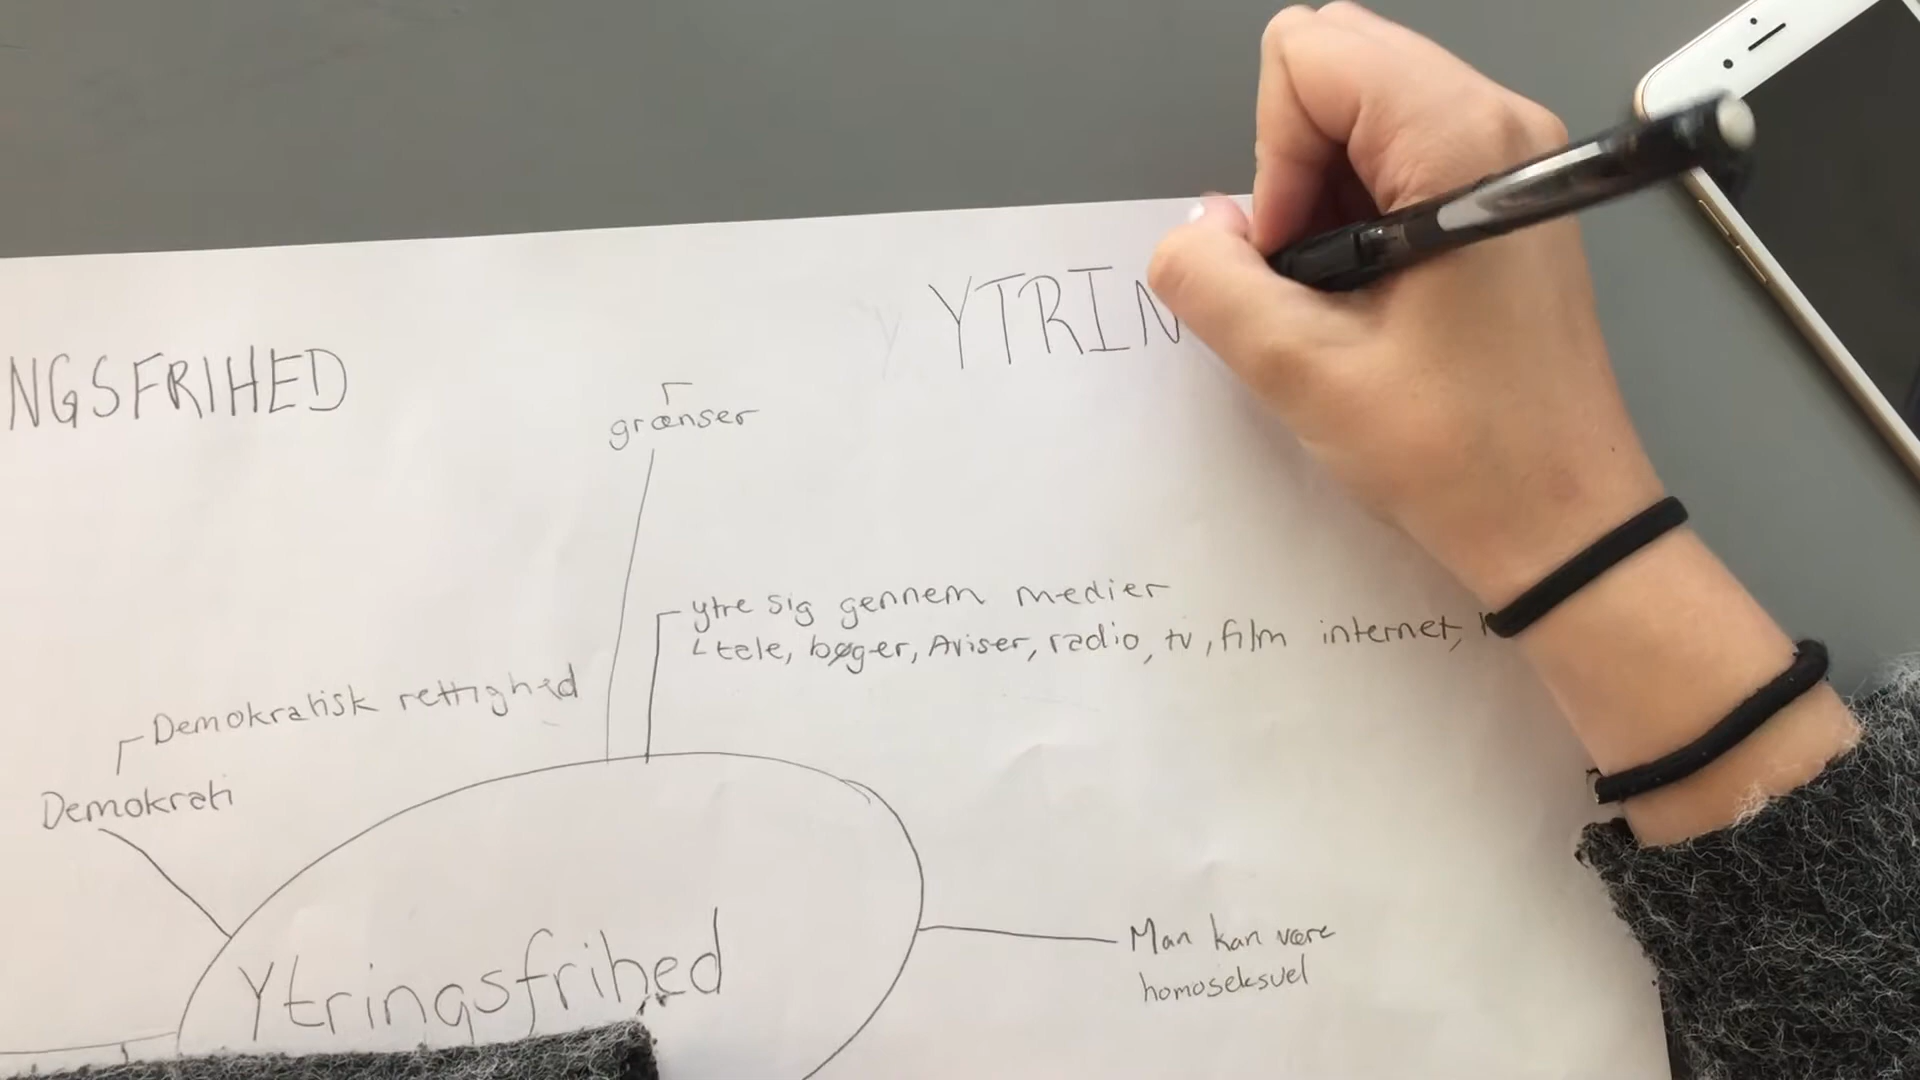 NGSFRIHED
YTRIN
grænser
ytre sig gennem medier
tele, bøger, Aviser, radio, tv, film internet,
Demokratisk rettighed
Demokrati
Ytringsfrihed
Man kan være
homoseksuel